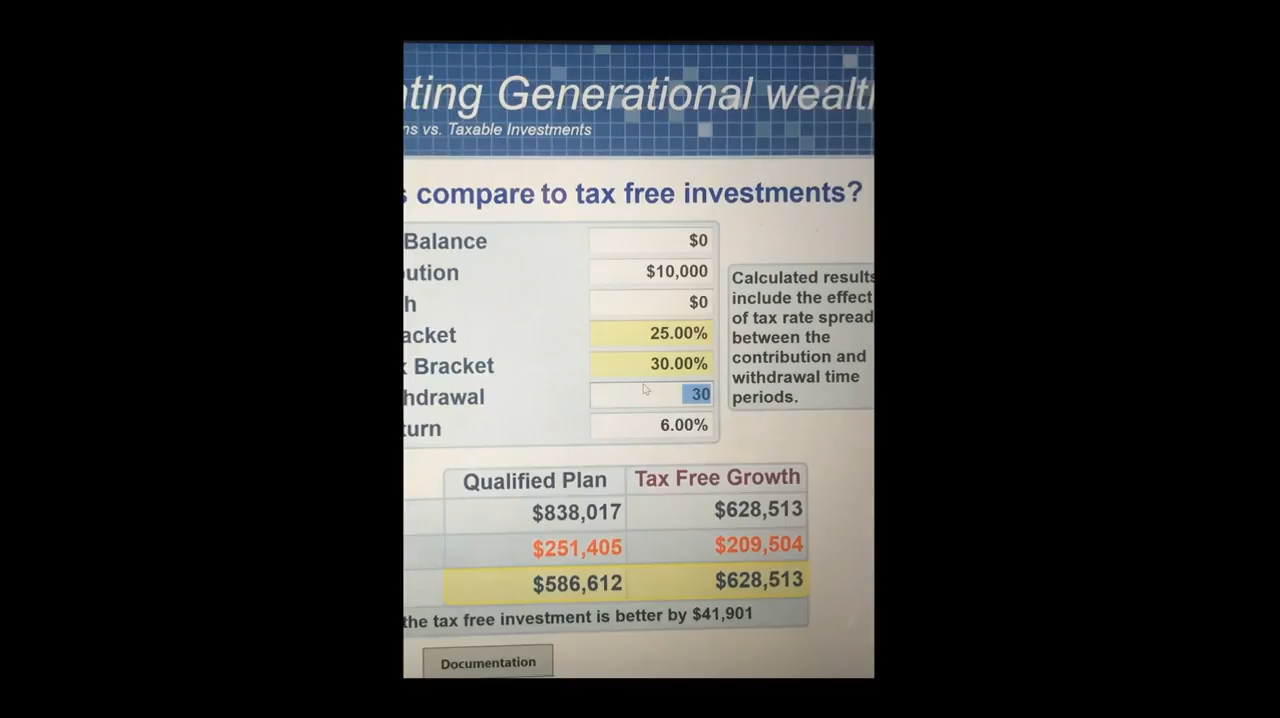 ting Generational wealt
ns vs. Taxable Investments
s compare to tax free investments?
Balance $0
ution $10,000
h $0
acket 25.00%
x Bracket 30.00%
hdrawal 30
turn 6.00%
Calculated results
include the effect
of tax rate spread
between the
contribution and
withdrawal time
periods.
Qualified Plan Tax Free Growth
$838,017 $628,513
$251,405 $209,504
$586,612 $628,513
the tax free investment is better by $41,901
Documentation